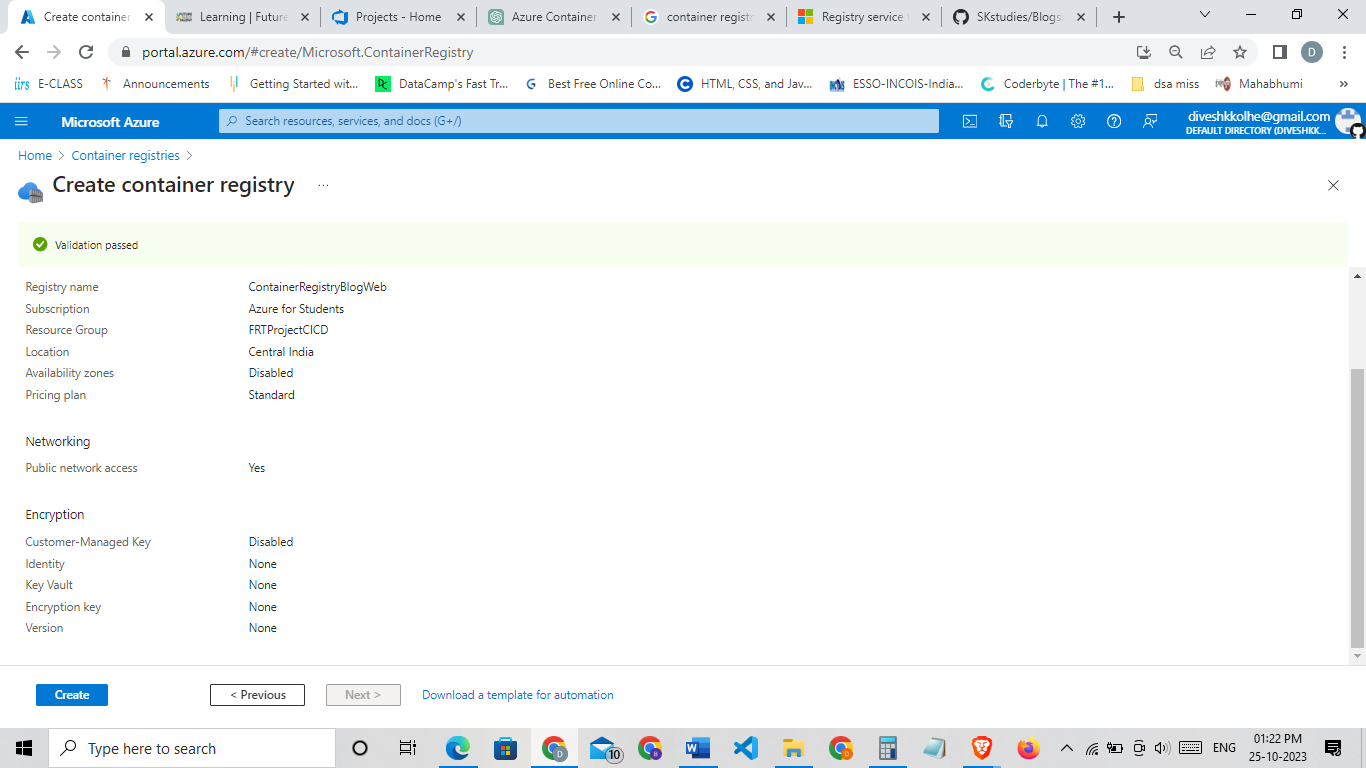 Create container
Learning | Future
Projects - Home
Azure Container
container registr
Registry service
SKstudies/Blogs:
portal.azure.com/#create/Microsoft.ContainerRegistry
D
iirs E-CLASS
Announcements
Getting Started wit...
DataCamp's Fast Tr...
Best Free Online Co...
HTML, CSS, and Jav...
ESSO-INCOIS-India...
Coderbyte | The #1...
dsa miss
Mahabhumi
»
Microsoft Azure
Search resources, services, and docs (G+/)
diveshkkolhe@gmail.com
DEFAULT DIRECTORY (DIVESHKK...
Home > Container registries >
Create container registry ...
Validation passed
Registry name ContainerRegistryBlogWeb
Subscription Azure for Students
Resource Group FRTProjectCICD
Location Central India
Availability zones Disabled
Pricing plan Standard
Networking
Public network access Yes
Encryption
Customer-Managed Key Disabled
Identity None
Key Vault None
Encryption key None
Version None
Create
< Previous
Next >
Download a template for automation
Type here to search
10
ENG
01:22 PM
25-10-2023